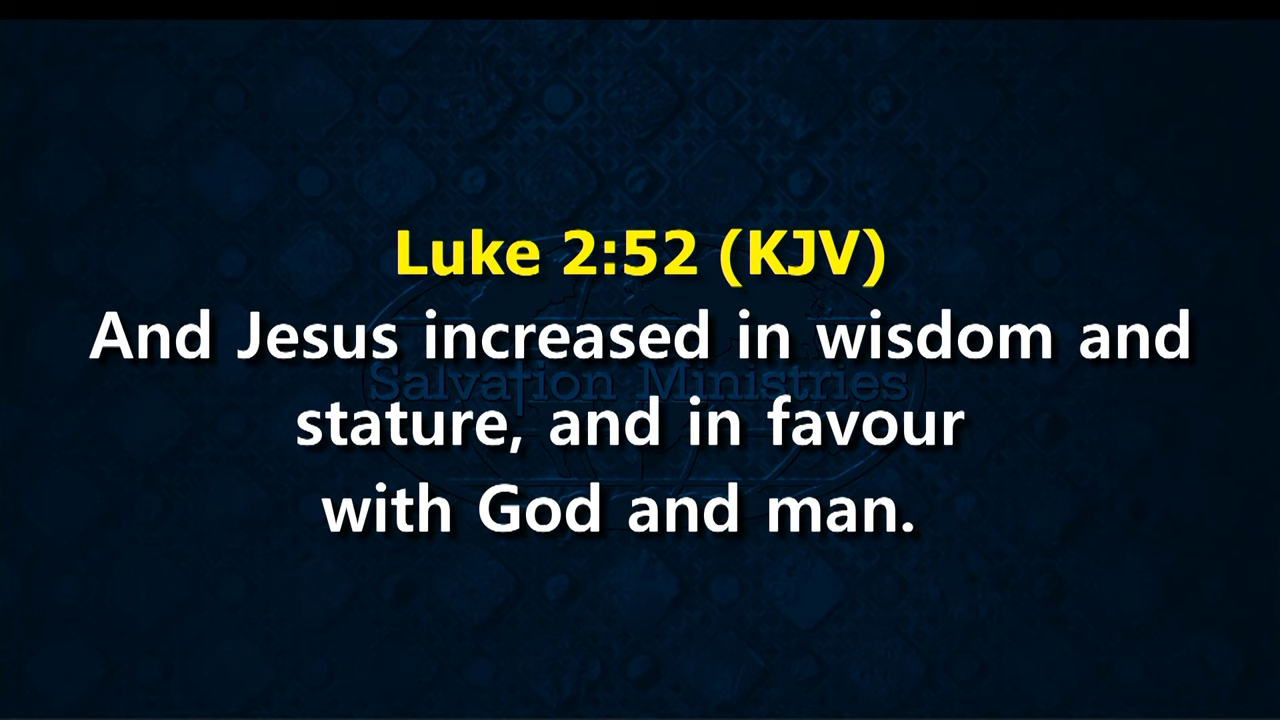 Luke 2:52 (KJV)
And Jesus increased in wisdom and
Salvation Ministries
stature, and in favour
with God and man.